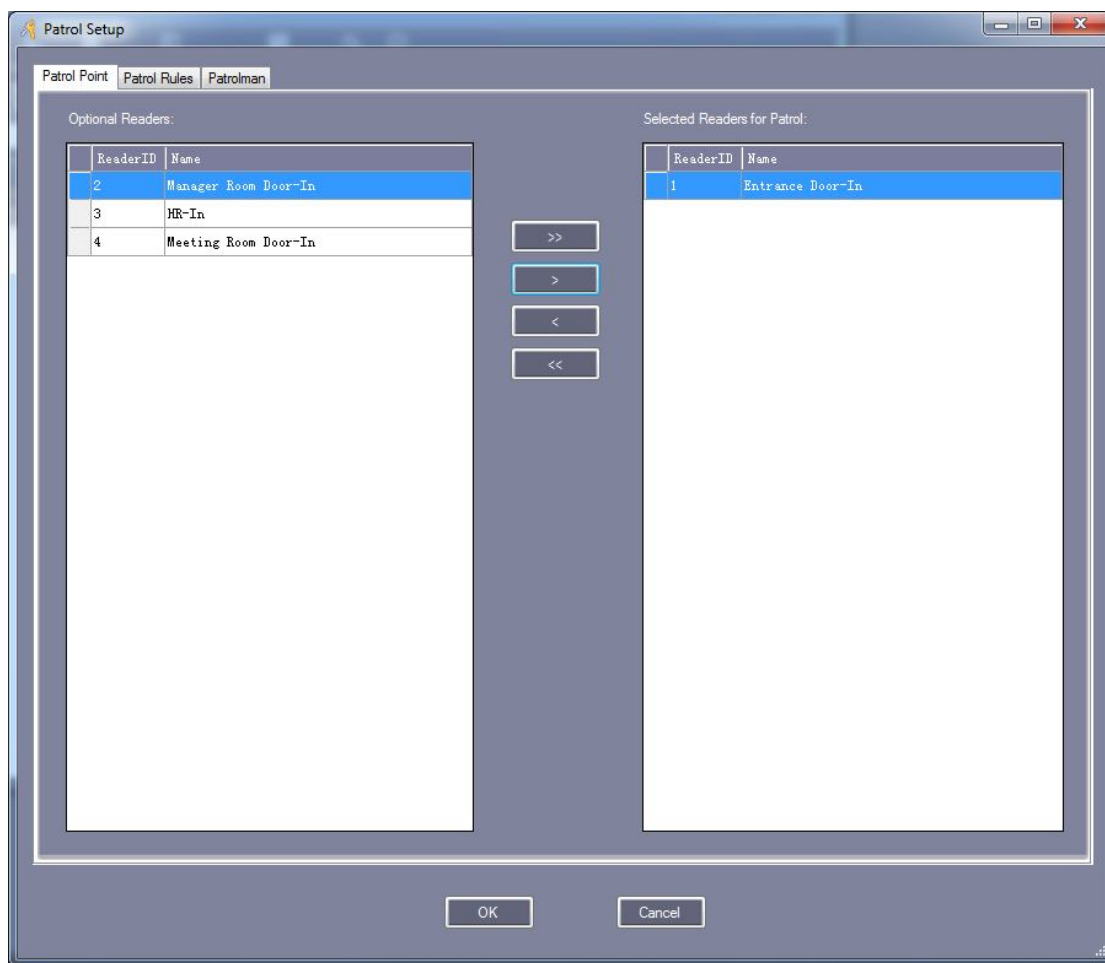 Patrol Setup
Patrol Point Patrol Rules Patrolman
Optional Readers:
ReaderID Name
2 Manager Room Door-In
3 HR-In
4 Meeting Room Door-In
>>
>
<
<<
Selected Readers for Patrol:
ReaderID Name
1 Entrance Door-In
OK Cancel